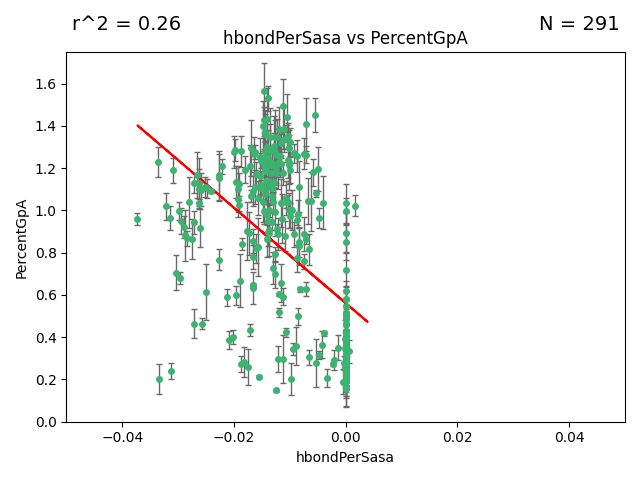 r^2 = 0.26
N = 291
hbondPerSasa vs PercentGpA
PercentGpA
1.6
1.4
1.2
1.0
0.8
0.6
0.4
0.2
0.0
−0.04 −0.02 0.00 0.02 0.04
hbondPerSasa